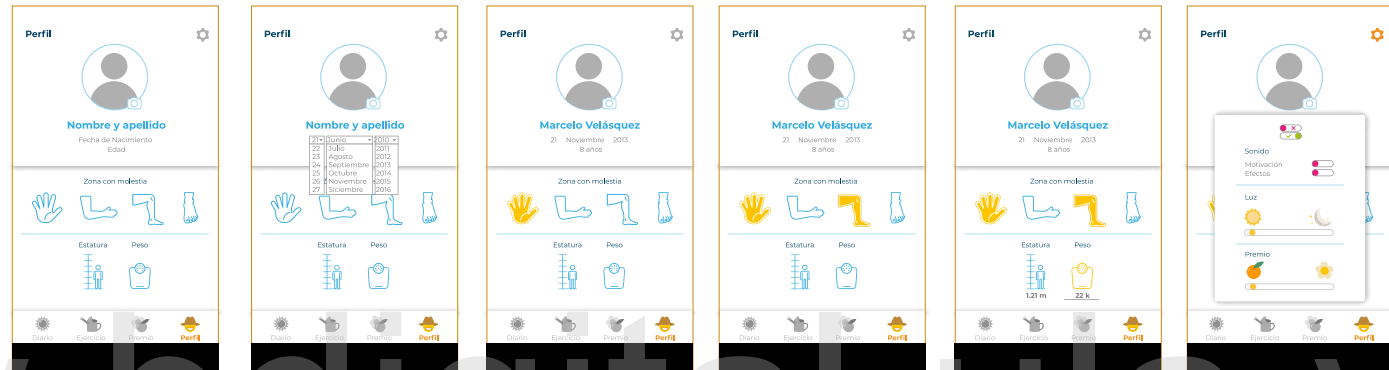 Perfil
Nombre y apellido
Fecha de Nacimiento
Edad
Zona con molestia
Estatura Peso
Diario Ejercicio Premio Perfil
Perfil
Nombre y apellido
21 Junio 2010
22 Julio 2011
23 Agosto 2012
24 Septiembre 2013
25 Octubre 2014
26 Noviembre 2015
27 Siciembre 2016
Estatura Peso
Diario Ejercicio Premio Perfil
Perfil
Marcelo Velásquez
21 Noviembre 2013
8 años
Zona con molestia
Estatura Peso
Diario Ejercicio Premio Perfil
Perfil
Marcelo Velásquez
21 Noviembre 2013
8 años
Zona con molestia
Estatura Peso
Diario Ejercicio Premio Perfil
Perfil
Marcelo Velásquez
21 Noviembre 2013
8 años
Zona con molestia
Estatura Peso
1.21 m 22 k
Diario Ejercicio Premio Perfil
Perfil
Sonido
Motivación
Efectos
Luz
Premio
Diario Ejercicio Premio Perfil